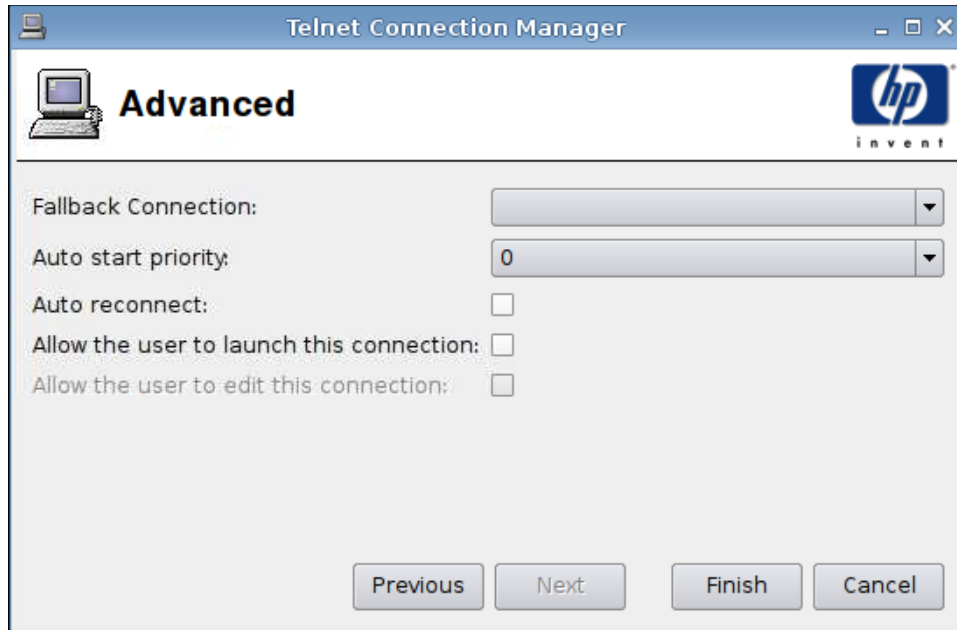 Telnet Connection Manager
Advanced
hp
invent
Fallback Connection:
Auto start priority: 0
Auto reconnect:
Allow the user to launch this connection:
Allow the user to edit this connection:
Previous Next Finish Cancel